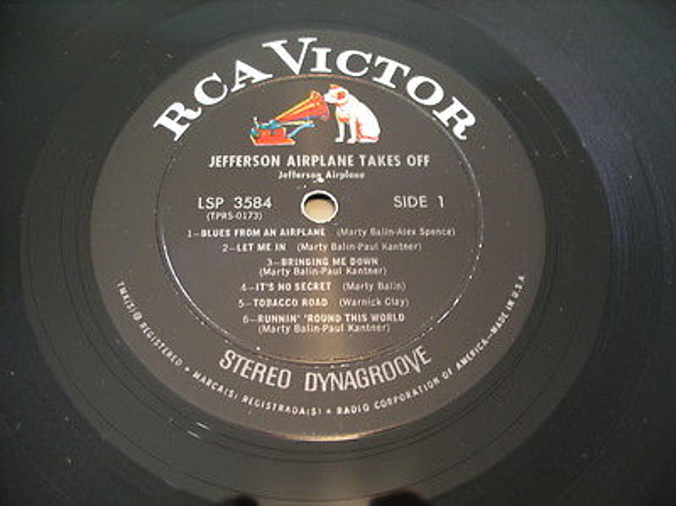 RCA VICTOR
JEFFERSON AIRPLANE TAKES OFF
Jefferson Airplane
LSP 3584
(TPRS-0173)
SIDE 1
1—BLUES FROM AN AIRPLANE (Marty Balin-Alex Spence)
2—LET ME IN (Marty Balin-Paul Kantner)
3—BRINGING ME DOWN
(Marty Balin-Paul Kantner)
4—IT'S NO SECRET (Marty Balin)
5—TOBACCO ROAD (Warnick Clay)
6—RUNNIN' 'ROUND THIS WORLD
(Marty Balin-Paul Kantner)
STEREO DYNAGROOVE
TMK(S) ® REGISTERED • MARCA(S) REGISTRADA(S) • RADIO CORPORATION OF AMERICA—MADE IN U.S.A.